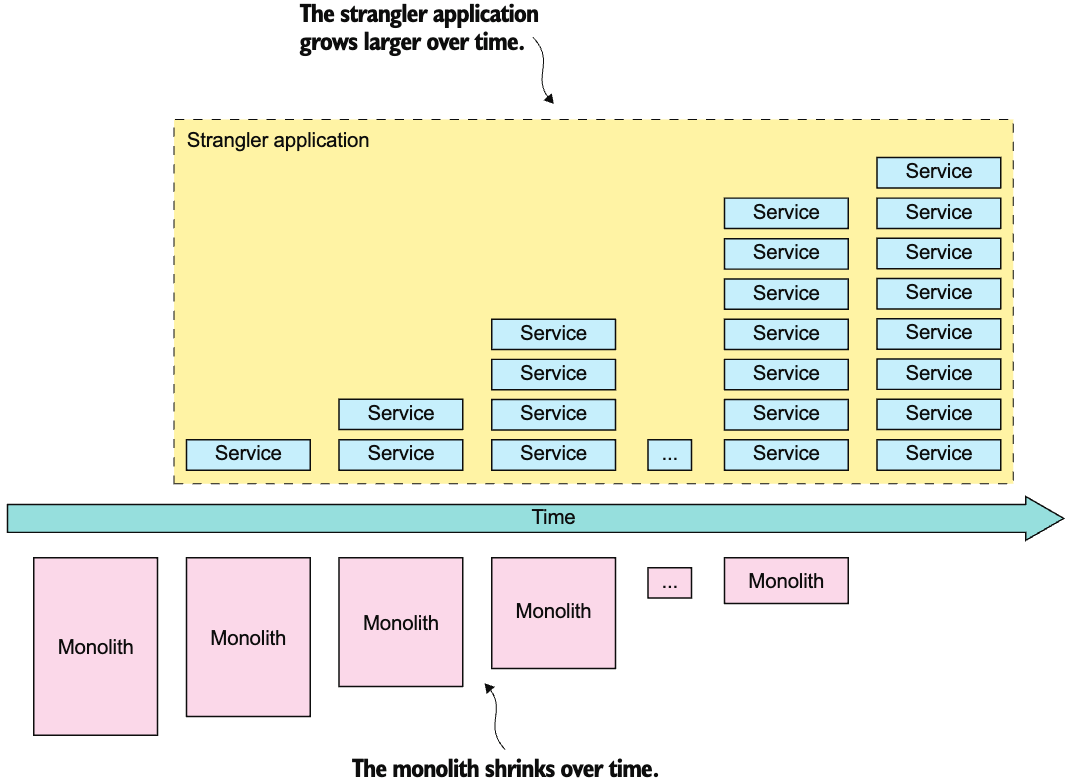 The strangler application
grows larger over time.
Strangler application
Service
Service Service
Service Service
Service Service
Service Service Service
Service Service Service
Service Service Service Service
Service Service Service Service ... Service Service
Time
Monolith Monolith Monolith Monolith ... Monolith
The monolith shrinks over time.